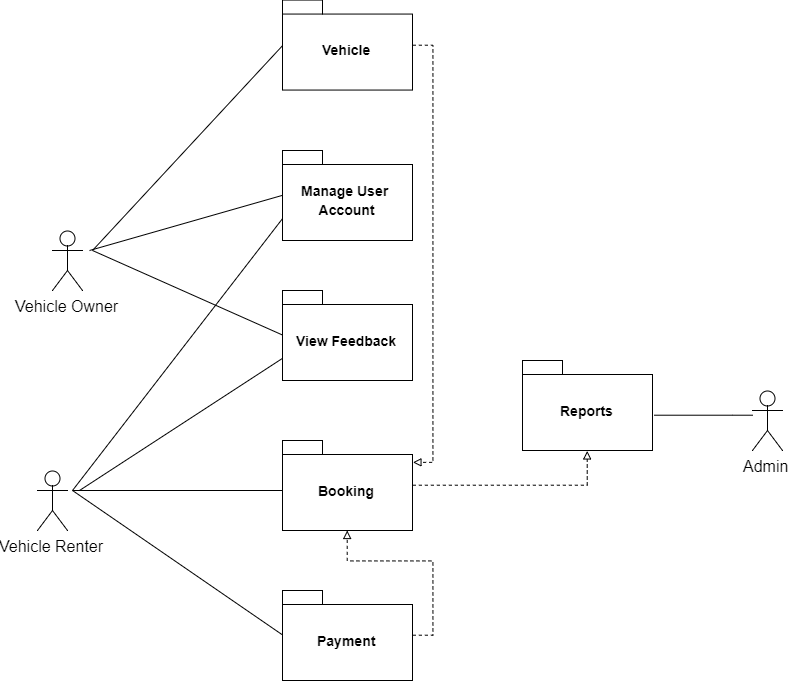 Vehicle
Manage User
Account
Vehicle Owner
View Feedback
Reports
Admin
Booking
Vehicle Renter
Payment